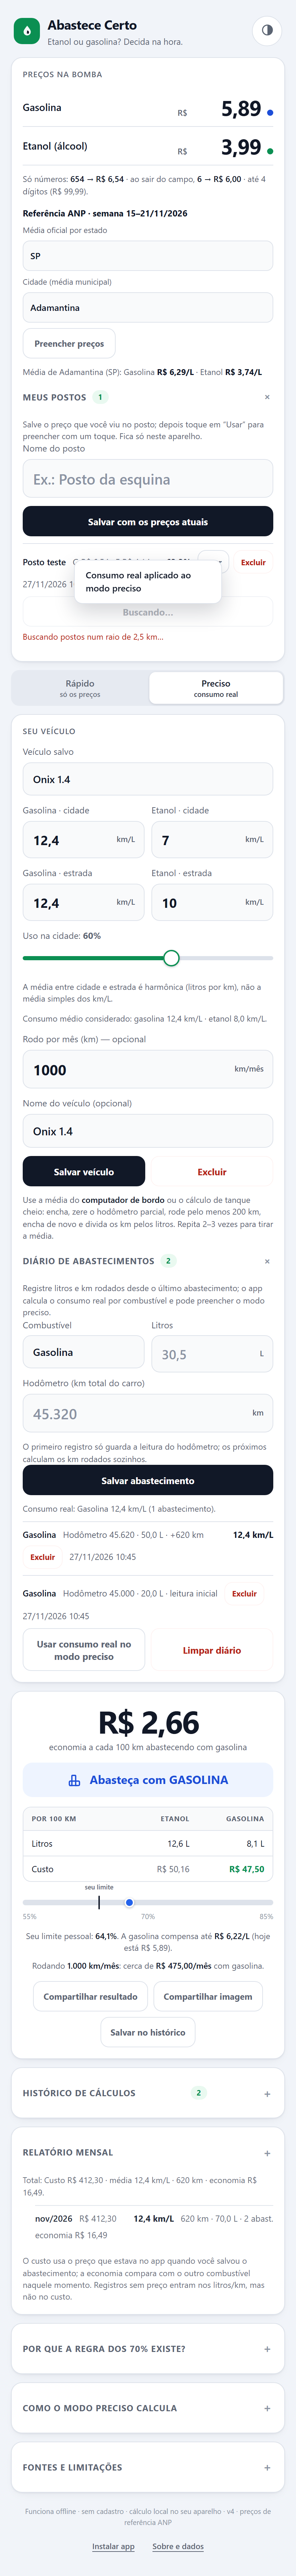 Abastece Certo
Etanol ou gasolina? Decida na hora.
PREÇOS NA BOMBA
Gasolina R$ 5,89
Etanol (álcool) R$ 3,99
Só números: 654 → R$ 6,54 · ao sair do campo, 6 → R$ 6,00 · até 4
dígitos (R$ 99,99).
Referência ANP · semana 15–21/11/2026
Média oficial por estado
SP
Cidade (média municipal)
Adamantina
Preencher preços
Média de Adamantina (SP): Gasolina R$ 6,29/L · Etanol R$ 3,74/L
MEUS POSTOS 1 ×
Salve o preço que você viu no posto; depois toque em "Usar" para
preencher com um toque. Fica só neste aparelho.
Nome do posto
Ex.: Posto da esquina
Salvar com os preços atuais
Posto teste
Excluir
27/11/2026
Consumo real aplicado ao
modo preciso
Buscando...
Buscando postos num raio de 2,5 km...
Rápido
só os preços
Preciso
consumo real
SEU VEÍCULO
Veículo salvo
Onix 1.4
Gasolina · cidade Etanol · cidade
12,4 km/L 7 km/L
Gasolina · estrada Etanol · estrada
12,4 km/L 10 km/L
Uso na cidade: 60%
A média entre cidade e estrada é harmônica (litros por km), não a
média simples dos km/L.
Consumo médio considerado: gasolina 12,4 km/L · etanol 8,0 km/L.
Rodo por mês (km) — opcional
1000 km/mês
Nome do veículo (opcional)
Onix 1.4
Salvar veículo Excluir
Use a média do computador de bordo ou o cálculo de tanque
cheio: encha, zere o hodômetro parcial, rode pelo menos 200 km,
encha de novo e divida os km pelos litros. Repita 2–3 vezes para tirar
a média.
DIÁRIO DE ABASTECIMENTOS 2 ×
Registre litros e km rodados desde o último abastecimento; o app
calcula o consumo real por combustível e pode preencher o modo
preciso.
Combustível Litros
Gasolina 30,5 L
Hodômetro (km total do carro)
45.320 km
O primeiro registro só guarda a leitura do hodômetro; os próximos
calculam os km rodados sozinhos.
Salvar abastecimento
Consumo real: Gasolina 12,4 km/L (1 abastecimento).
Gasolina Hodômetro 45.620 · 50,0 L · +620 km 12,4 km/L
Excluir 27/11/2026 10:45
Gasolina Hodômetro 45.000 · 20,0 L · leitura inicial Excluir
27/11/2026 10:45
Usar consumo real no
modo preciso
Limpar diário
R$ 2,66
economia a cada 100 km abastecendo com gasolina
Abasteça com GASOLINA
POR 100 KM ETANOL GASOLINA
Litros 12,6 L 8,1 L
Custo R$ 50,16 R$ 47,50
seu limite
55% 70% 85%
Seu limite pessoal: 64,1%. A gasolina compensa até R$ 6,22/L (hoje
está R$ 5,89).
Rodando 1.000 km/mês: cerca de R$ 475,00/mês com gasolina.
Compartilhar resultado Compartilhar imagem
Salvar no histórico
HISTÓRICO DE CÁLCULOS 2 +
RELATÓRIO MENSAL +
Total: Custo R$ 412,30 · média 12,4 km/L · 620 km · economia R$
16,49.
nov/2026 R$ 412,30 12,4 km/L 620 km · 70,0 L · 2 abast.
economia R$ 16,49
O custo usa o preço que estava no app quando você salvou o
abastecimento; a economia compara com o outro combustível
naquele momento. Registros sem preço entram nos litros/km, mas
não no custo.
POR QUE A REGRA DOS 70% EXISTE? +
COMO O MODO PRECISO CALCULA +
FONTES E LIMITAÇÕES +
Funciona offline · sem cadastro · cálculo local no seu aparelho · v4 · preços de
referência ANP
Instalar app Sobre e dados